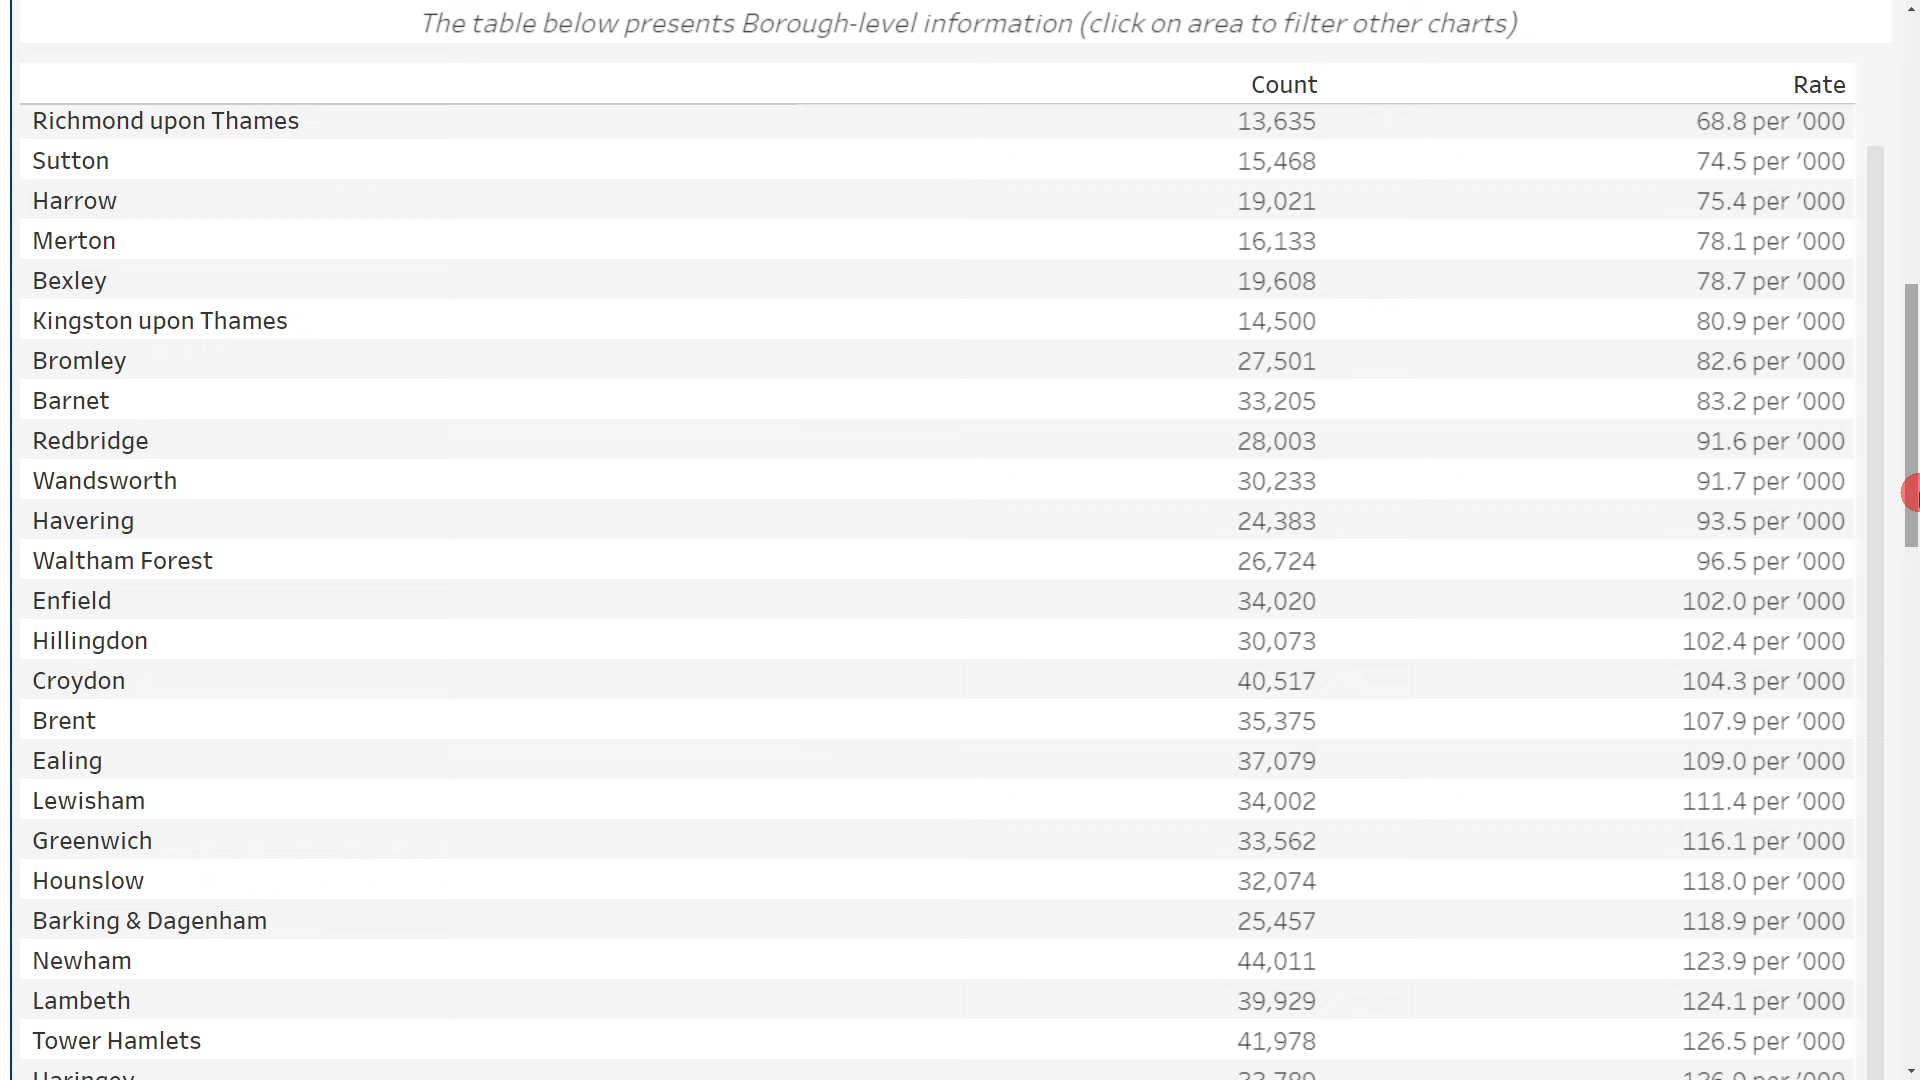 The table below presents Borough-level information (click on area to filter other charts)
Count Rate
Richmond upon Thames 13,635 68.8 per '000
Sutton 15,468 74.5 per '000
Harrow 19,021 75.4 per '000
Merton 16,133 78.1 per '000
Bexley 19,608 78.7 per '000
Kingston upon Thames 14,500 80.9 per '000
Bromley 27,501 82.6 per '000
Barnet 33,205 83.2 per '000
Redbridge 28,003 91.6 per '000
Wandsworth 30,233 91.7 per '000
Havering 24,383 93.5 per '000
Waltham Forest 26,724 96.5 per '000
Enfield 34,020 102.0 per '000
Hillingdon 30,073 102.4 per '000
Croydon 40,517 104.3 per '000
Brent 35,375 107.9 per '000
Ealing 37,079 109.0 per '000
Lewisham 34,002 111.4 per '000
Greenwich 33,562 116.1 per '000
Hounslow 32,074 118.0 per '000
Barking & Dagenham 25,457 118.9 per '000
Newham 44,011 123.9 per '000
Lambeth 39,929 124.1 per '000
Tower Hamlets 41,978 126.5 per '000
Haringey